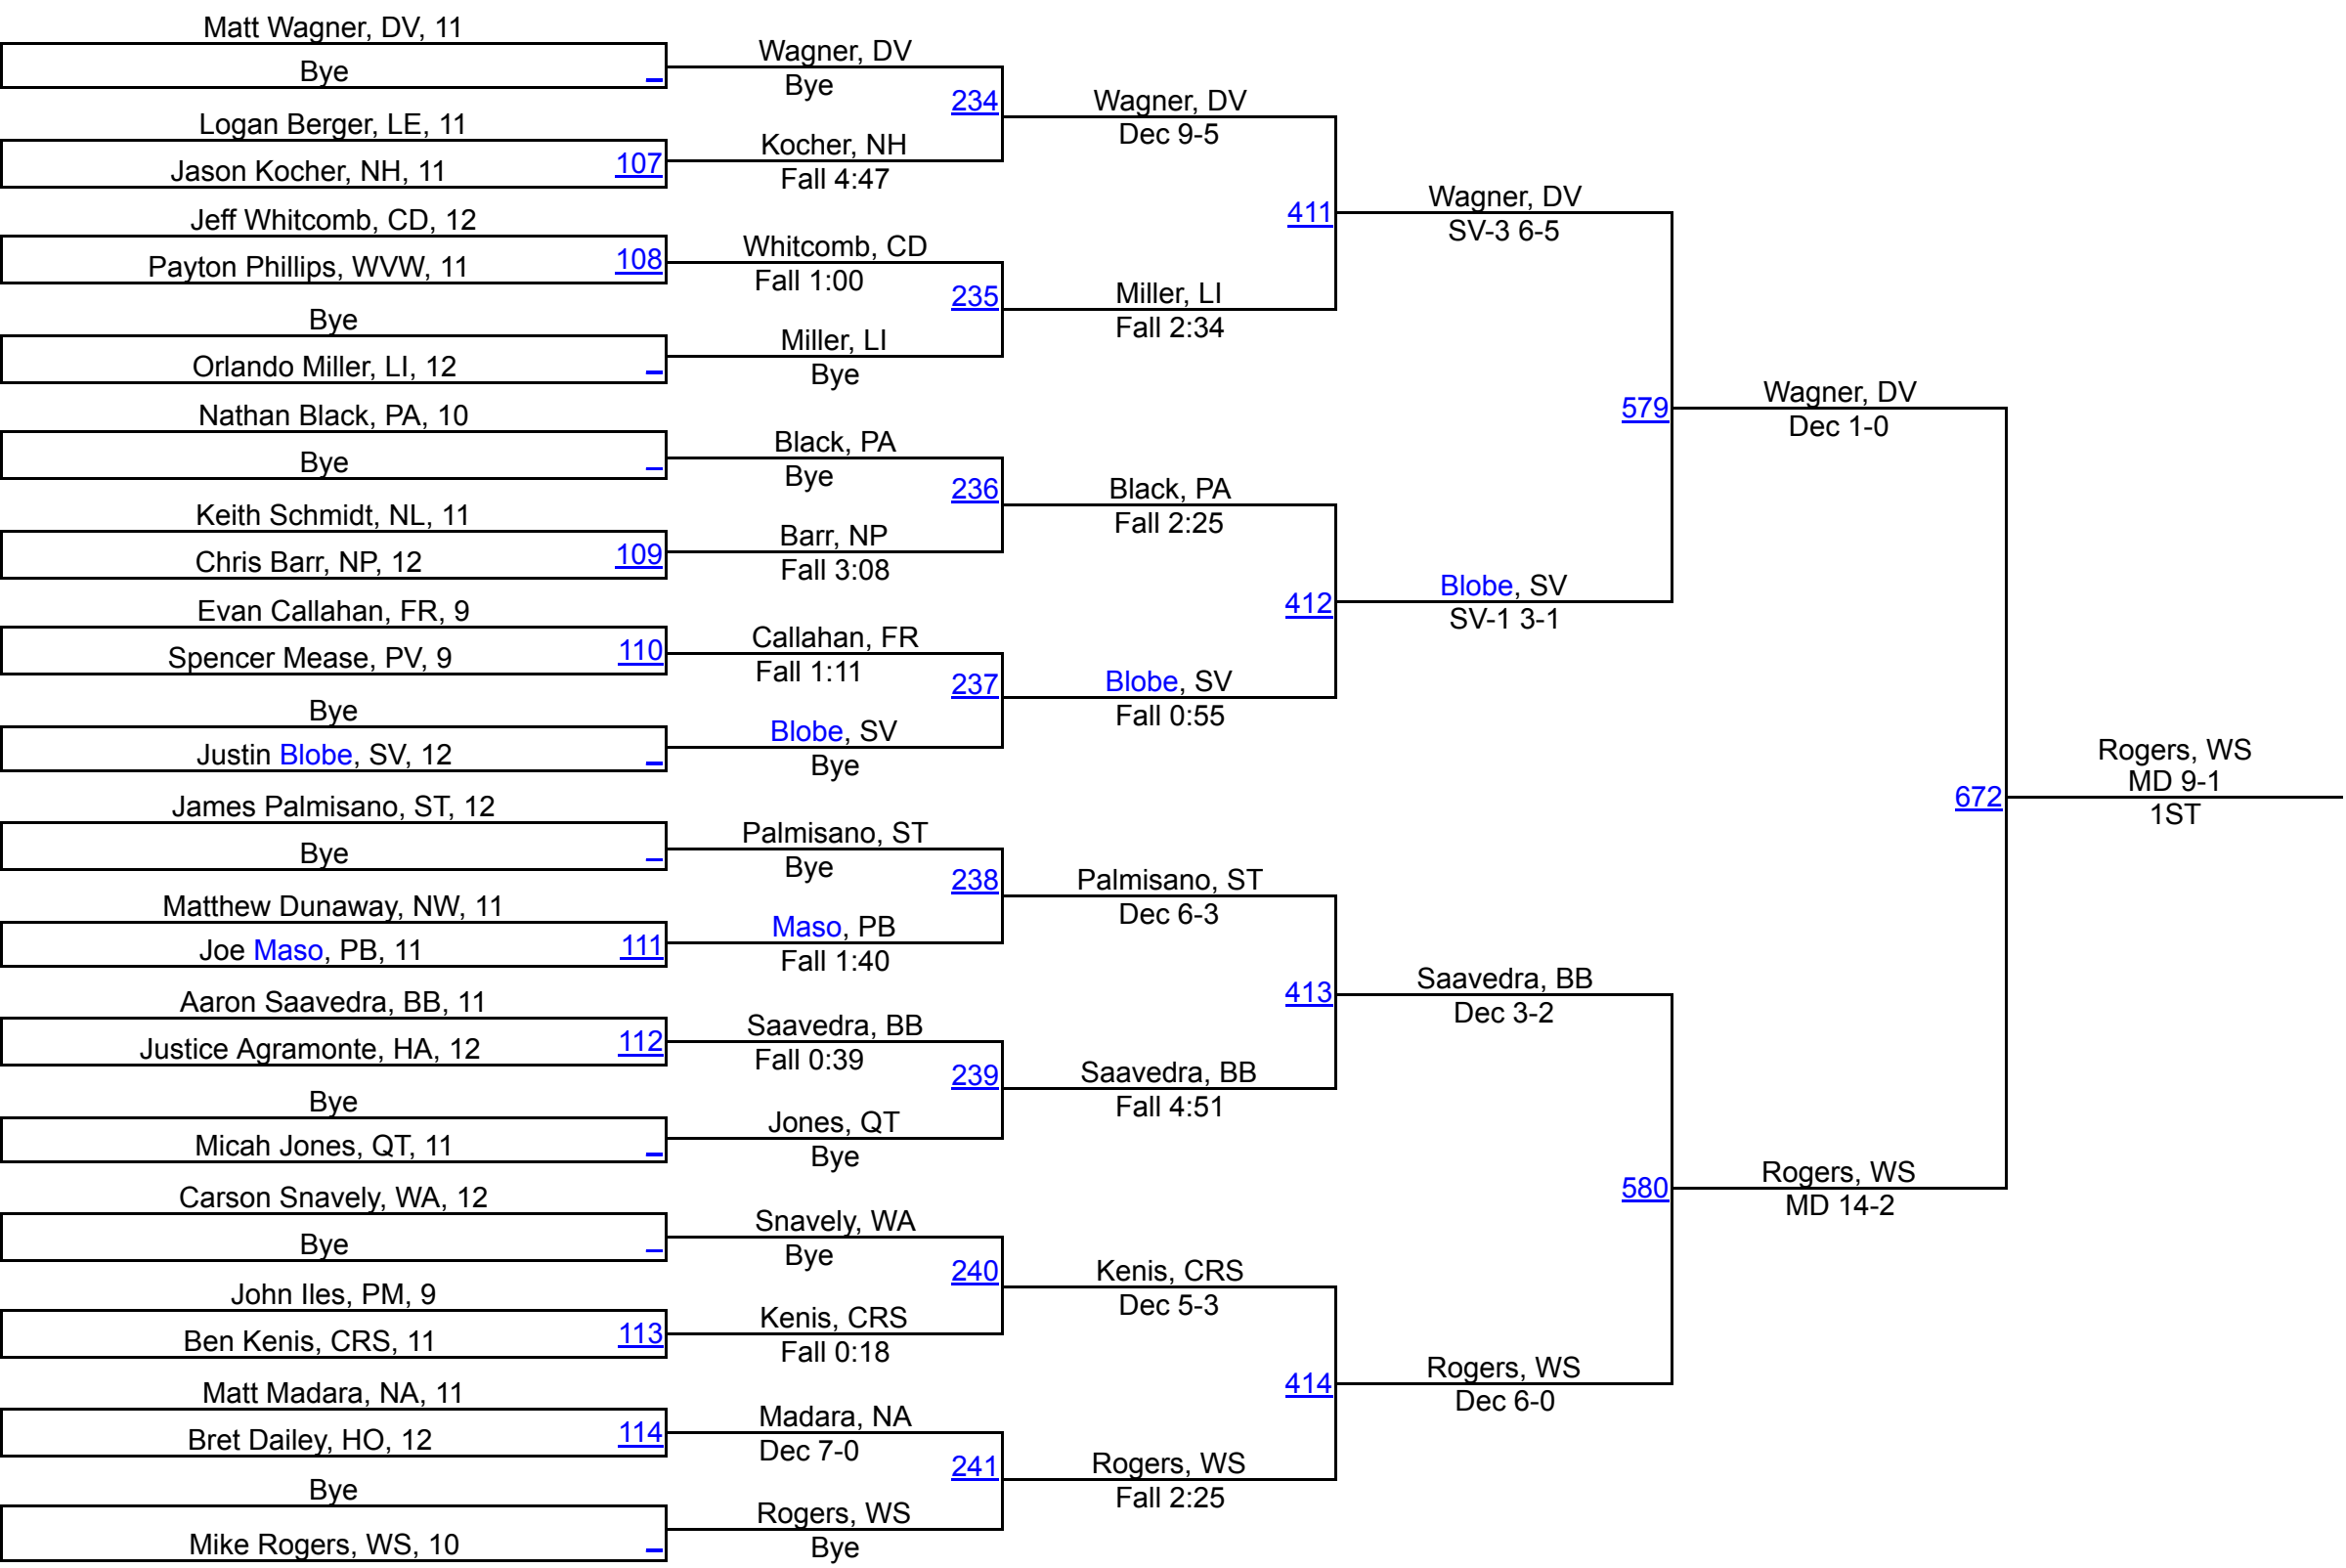 Matt Wagner, DV, 11
Bye
Logan Berger, LE, 11
Jason Kocher, NH, 11
107
Jeff Whitcomb, CD, 12
Payton Phillips, WVW, 11
108
Bye
Orlando Miller, LI, 12
Nathan Black, PA, 10
Bye
Keith Schmidt, NL, 11
Chris Barr, NP, 12
109
Evan Callahan, FR, 9
Spencer Mease, PV, 9
110
Bye
Justin Blobe, SV, 12
James Palmisano, ST, 12
Bye
Matthew Dunaway, NW, 11
Joe Maso, PB, 11
111
Aaron Saavedra, BB, 11
Justice Agramonte, HA, 12
112
Bye
Micah Jones, QT, 11
Carson Snavely, WA, 12
Bye
John Iles, PM, 9
Ben Kenis, CRS, 11
113
Matt Madara, NA, 11
Bret Dailey, HO, 12
114
Bye
Mike Rogers, WS, 10
Wagner, DV
Bye
234
Kocher, NH
Fall 4:47
Whitcomb, CD
Fall 1:00
235
Miller, LI
Bye
Black, PA
Bye
236
Barr, NP
Fall 3:08
Callahan, FR
Fall 1:11
237
Blobe, SV
Bye
Palmisano, ST
Bye
238
Maso, PB
Fall 1:40
Saavedra, BB
Fall 0:39
239
Jones, QT
Bye
Snavely, WA
Bye
240
Kenis, CRS
Fall 0:18
Madara, NA
Dec 7-0
241
Rogers, WS
Bye
Wagner, DV
Dec 9-5
411
Miller, LI
Fall 2:34
Black, PA
Fall 2:25
412
Blobe, SV
Fall 0:55
Palmisano, ST
Dec 6-3
413
Saavedra, BB
Fall 4:51
Kenis, CRS
Dec 5-3
414
Rogers, WS
Fall 2:25
Wagner, DV
SV-3 6-5
579
Blobe, SV
SV-1 3-1
Saavedra, BB
Dec 3-2
580
Rogers, WS
Dec 6-0
Wagner, DV
Dec 1-0
672
Rogers, WS
MD 14-2
Rogers, WS
MD 9-1
1ST